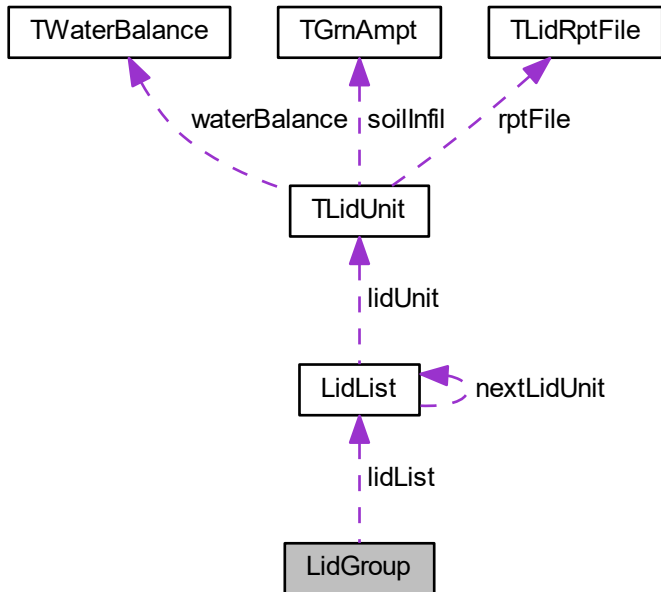 TWaterBalance
TGrnAmpt
TLidRptFile
waterBalance
soilInfil
rptFile
TLidUnit
lidUnit
LidList
nextLidUnit
lidList
LidGroup